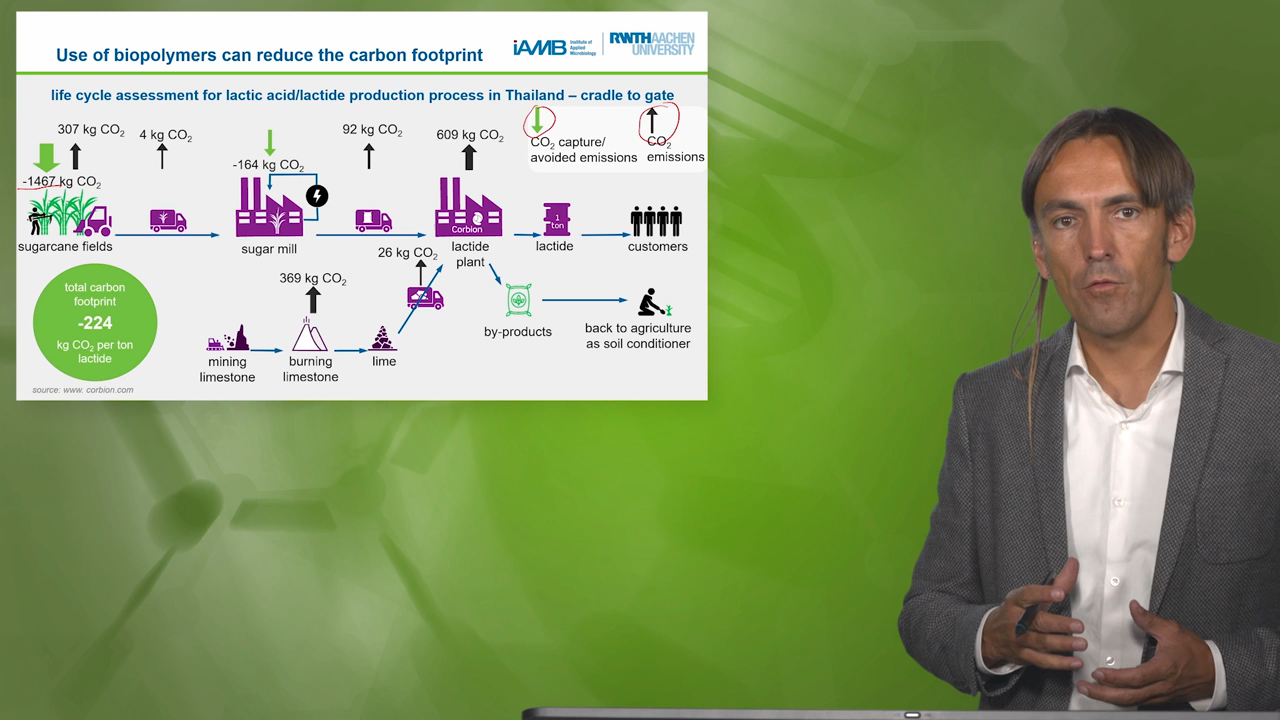 Use of biopolymers can reduce the carbon footprint
iAMB Institute of Applied Microbiology
RWTHAACHEN UNIVERSITY
life cycle assessment for lactic acid/lactide production process in Thailand – cradle to gate
307 kg CO₂
4 kg CO₂
92 kg CO₂
609 kg CO₂
CO₂ capture/
avoided emissions
CO₂
emissions
-1467 kg CO₂
-164 kg CO₂
Corbion
1
ton
sugarcane fields
sugar mill
lactide
plant
lactide
customers
26 kg CO₂
369 kg CO₂
total carbon
footprint
-224
kg CO₂ per ton
lactide
by-products
back to agriculture
as soil conditioner
mining
limestone
burning
limestone
lime
source: www. corbion.com